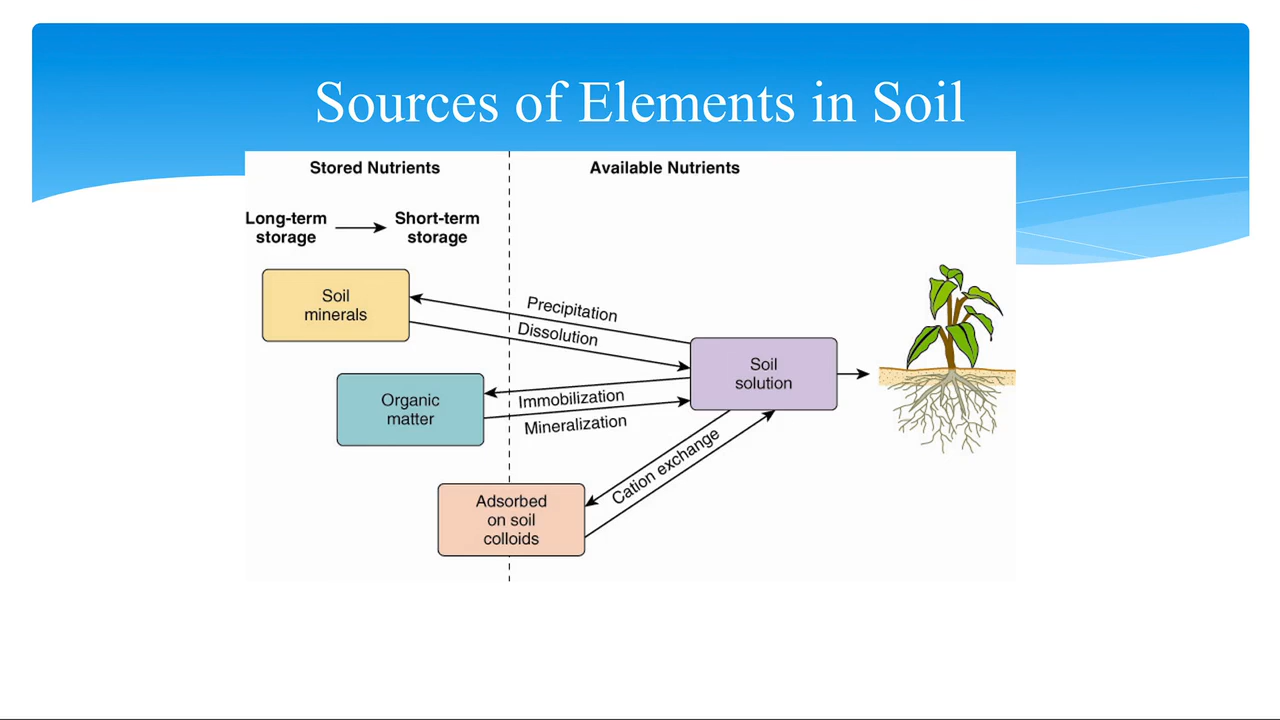 Sources of Elements in Soil
Stored Nutrients
Available Nutrients
Long-term
storage
Short-term
storage
Soil
minerals
Precipitation
Dissolution
Soil
solution
Organic
matter
Immobilization
Mineralization
Cation exchange
Adsorbed
on soil
colloids